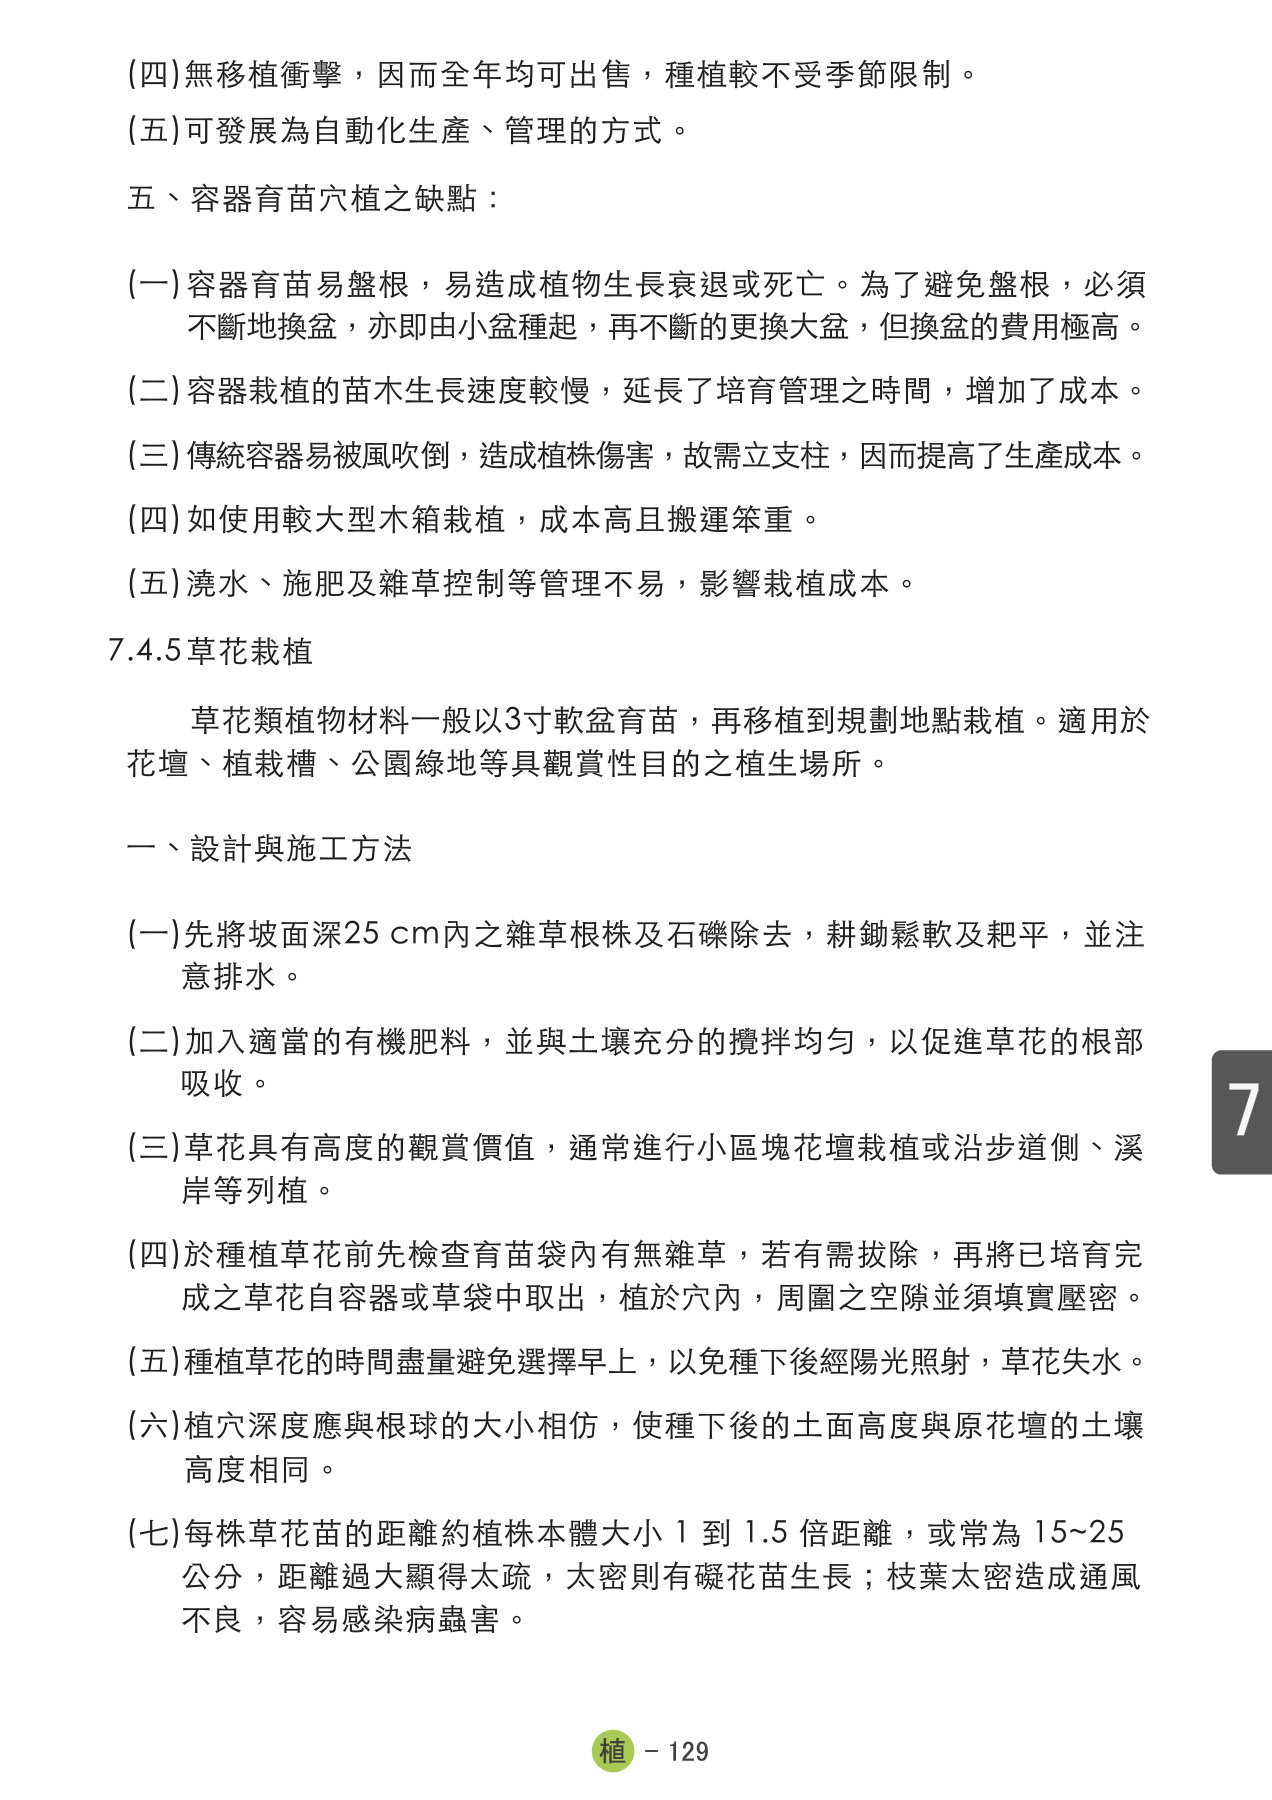 (四)無移植衝擊，因而全年均可出售，種植較不受季節限制。
(五)可發展為自動化生產、管理的方式。
五、容器育苗穴植之缺點：
(一)容器育苗易盤根，易造成植物生長衰退或死亡。為了避免盤根，必須
不斷地換盆，亦即由小盆種起，再不斷的更換大盆，但換盆的費用極高。
(二)容器栽植的苗木生長速度較慢，延長了培育管理之時間，增加了成本。
(三)傳統容器易被風吹倒，造成植株傷害，故需立支柱，因而提高了生產成本。
(四)如使用較大型木箱栽植，成本高且搬運笨重。
(五)澆水、施肥及雜草控制等管理不易，影響栽植成本。
7.4.5草花栽植
草花類植物材料一般以3寸軟盆育苗，再移植到規劃地點栽植。適用於
花壇、植栽槽、公園綠地等具觀賞性目的之植生場所。
一、設計與施工方法
(一)先將坡面深25 cm內之雜草根株及石礫除去，耕鋤鬆軟及耙平，並注
意排水。
(二)加入適當的有機肥料，並與土壤充分的攪拌均勻，以促進草花的根部
吸收。
(三)草花具有高度的觀賞價值，通常進行小區塊花壇栽植或沿步道側、溪
岸等列植。
(四)於種植草花前先檢查育苗袋內有無雜草，若有需拔除，再將已培育完
成之草花自容器或草袋中取出，植於穴內，周圍之空隙並須填實壓密。
(五)種植草花的時間盡量避免選擇早上，以免種下後經陽光照射，草花失水。
(六)植穴深度應與根球的大小相仿，使種下後的土面高度與原花壇的土壤
高度相同。
(七)每株草花苗的距離約植株本體大小 1 到 1.5 倍距離，或常為 15~25
公分，距離過大顯得太疏，太密則有礙花苗生長；枝葉太密造成通風
不良，容易感染病蟲害。
7
植 － 129